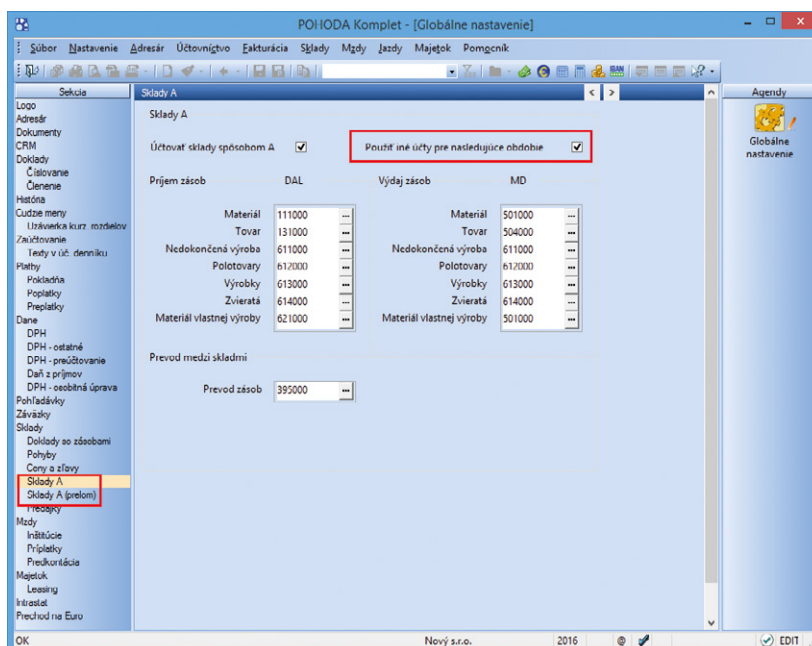 POHODA Komplet - [Globálne nastavenie]
Súbor Nastavenie Adresár Účtovníctvo Fakturácia Sklady Mzdy Jazdy Majetok Pomocník
Sekcia
Sklady A
Agendy
Logo
Adresár
Dokumenty
CRM
Doklady
Číslovanie
Členenie
História
Cudzie meny
Uzávierka kurz. rozdielov
Zaúčtovanie
Texty v úč. denníku
Platby
Pokladňa
Poplatky
Preplatky
Dane
DPH
DPH - ostatné
DPH - preúčtovanie
Daň z príjmov
DPH - osobitná úprava
Pohľadávky
Záväzky
Sklady
Doklady so zásobami
Pohyby
Ceny a zľavy
Sklady A
Sklady A (prelom)
Predajky
Mzdy
Inštitúcie
Príplatky
Predkontácia
Majetok
Leasing
Intrastat
Prechod na Euro
Sklady A
Účtovať sklady spôsobom A
Použiť iné účty pre nasledujúce obdobie
Príjem zásob DAL
Výdaj zásob MD
Materiál 111000 ...
Tovar 131000 ...
Nedokončená výroba 611000 ...
Polotovary 612000 ...
Výrobky 613000 ...
Zvieratá 614000 ...
Materiál vlastnej výroby 621000 ...
Materiál 501000 ...
Tovar 504000 ...
Nedokončená výroba 611000 ...
Polotovary 612000 ...
Výrobky 613000 ...
Zvieratá 614000 ...
Materiál vlastnej výroby 501000 ...
Prevod medzi skladmi
Prevod zásob 395000 ...
Globálne
nastavenie
OK Nový s.r.o. 2016 @ EDIT